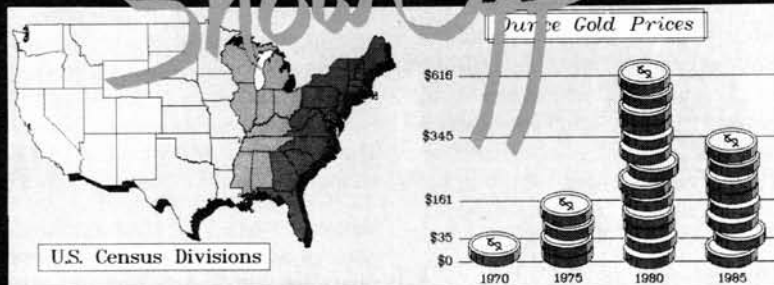 Show Off
Ounce Gold Prices
$616
$345
$161
$35
$0
1970 1975 1980 1985
U.S. Census Divisions